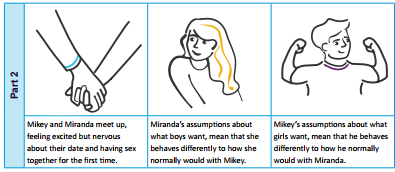 Part 2
Mikey and Miranda meet up,
feeling excited but nervous
about their date and having sex
together for the first time.
Miranda's assumptions about
what boys want, mean that she
behaves differently to how she
normally would with Mikey.
Mikey's assumptions about what
girls want, mean that he behaves
differently to how he normally
would with Miranda.